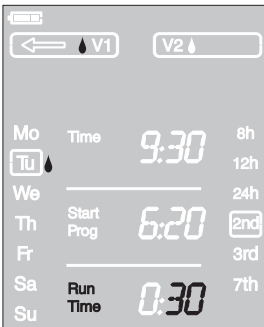 V1 V2
Mo Time 9:30 8h
Tu 12h
We 24h
Th Start Prog 6:20 2nd
Fr 3rd
Sa Run Time 0:30 7th
Su